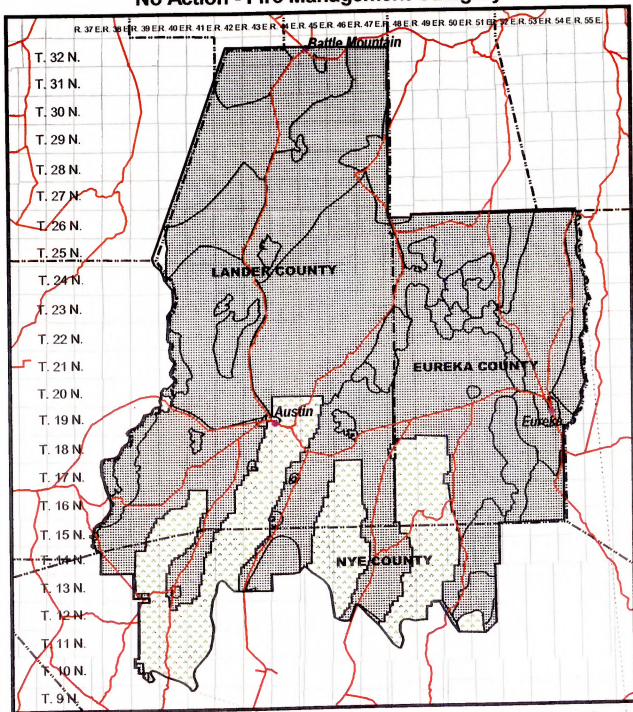 No Action - Fire Management
R. 37 E.R. 38 E.R. 39 E.R. 40 E.R. 41 E.R. 42 E.R. 43 E.R. 44 E.R. 45 E.R. 46 E.R. 47 E.R. 48 E.R. 49 E.R. 50 E.R. 51 E.R. 52 E.R. 53 E.R. 54 E.R. 55 E.
Battle Mountain
T. 32 N.
T. 31 N.
T. 30 N.
T. 29 N.
T. 28 N.
T. 27 N.
T. 26 N.
T. 25 N.
LANDER COUNTY
T. 24 N.
T. 23 N.
T. 22 N.
T. 21 N.
EUREKA COUNTY
T. 20 N.
Austin
T. 19 N.
Eureka
T. 18 N.
T. 17 N.
T. 16 N.
T. 15 N.
T. 14 N.
NYE COUNTY
T. 13 N.
T. 12 N.
T. 11 N.
T. 10 N.
T. 9 N.